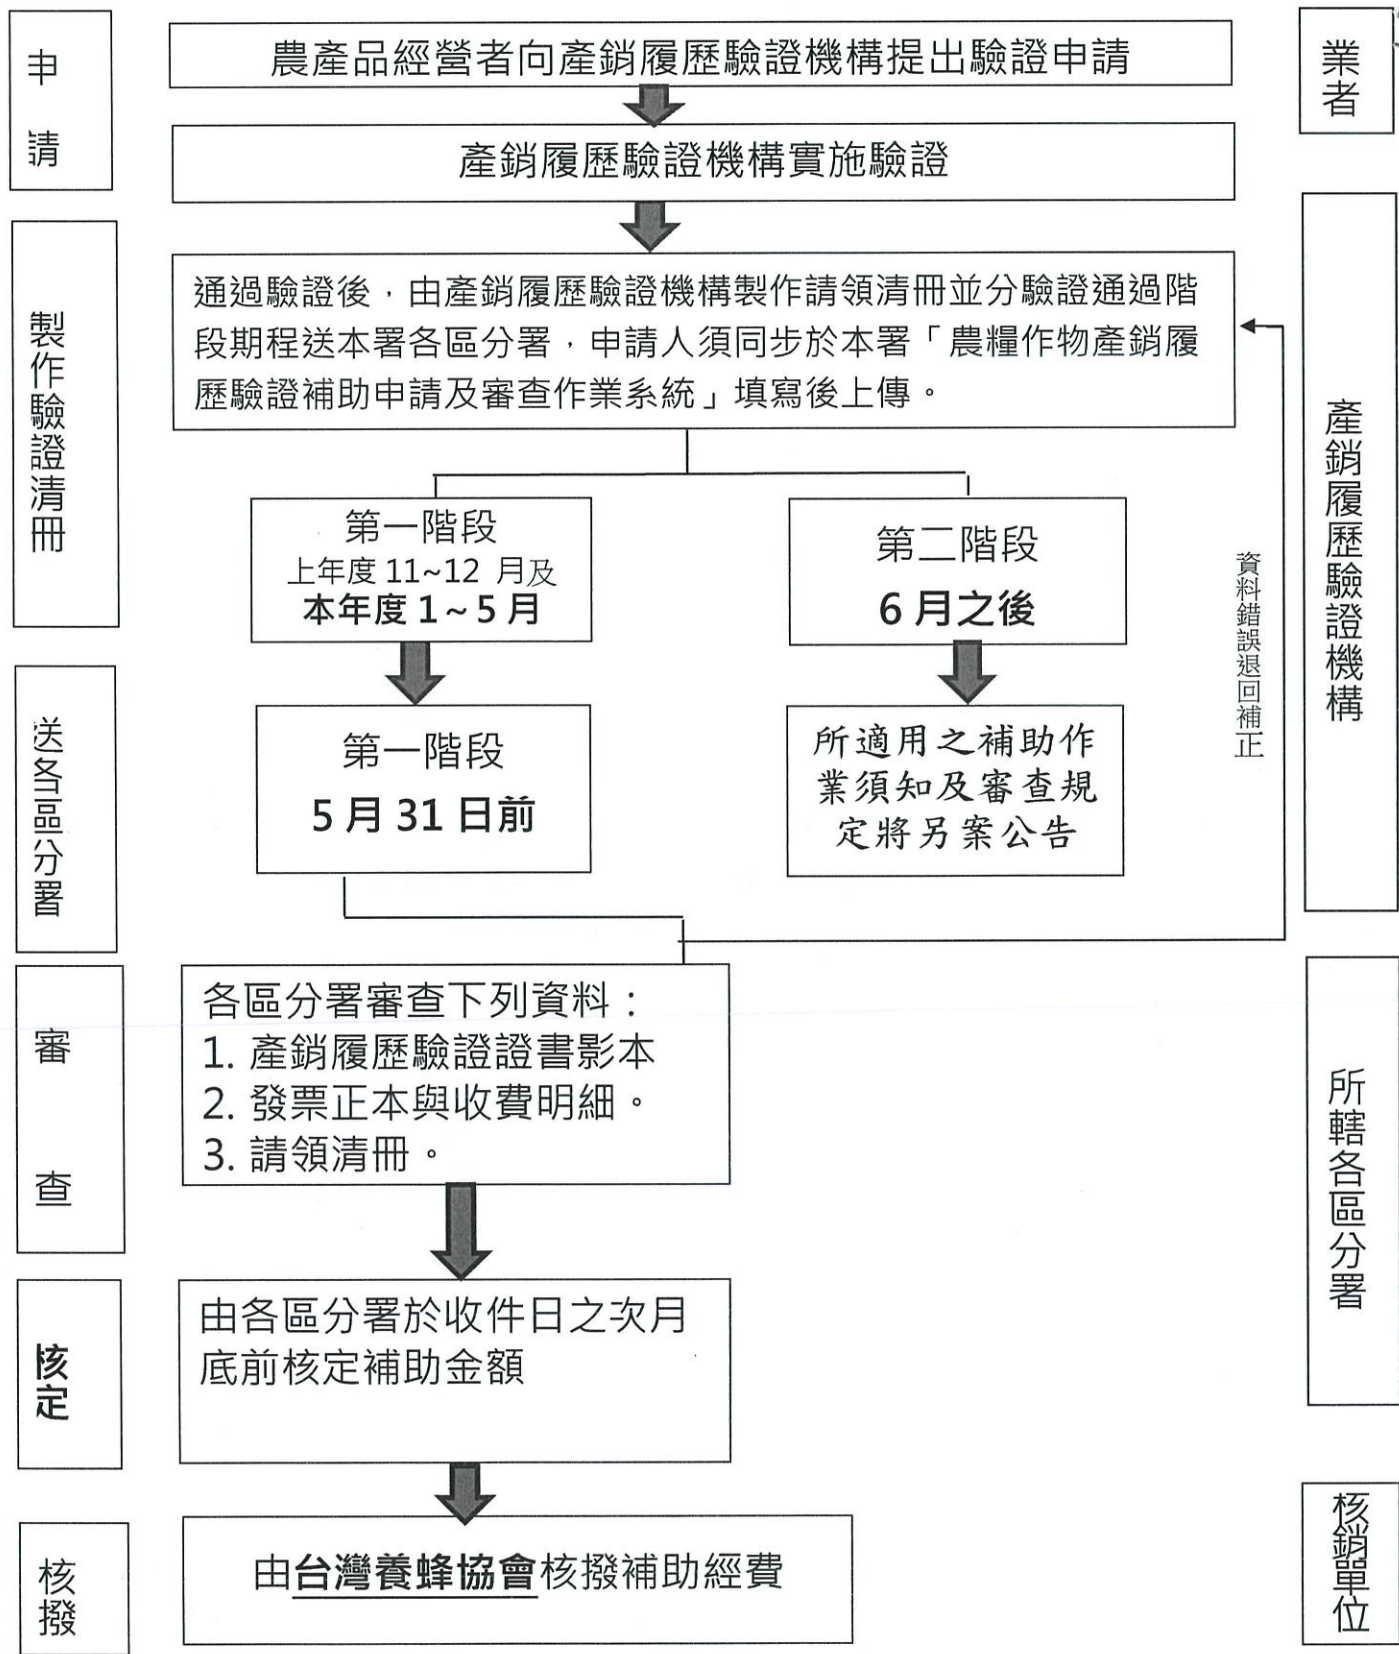 申請
農產品經營者向產銷履歷驗證機構提出驗證申請
業者
產銷履歷驗證機構實施驗證
製作驗證清冊
通過驗證後，由產銷履歷驗證機構製作請領清冊並分驗證通過階
段期程送本署各區分署，申請人須同步於本署「農糧作物產銷履
歷驗證補助申請及審查作業系統」填寫後上傳。
產銷履歷驗證機構
第一階段
上年度 11~12 月及
本年度 1~5 月
第二階段
6 月之後
資料錯誤退回補正
送各區分署
第一階段
5 月 31 日前
所適用之補助作
業須知及審查規
定將另案公告
審查
各區分署審查下列資料：
1. 產銷履歷驗證證書影本
2. 發票正本與收費明細。
3. 請領清冊。
所轄各區分署
核定
由各區分署於收件日之次月
底前核定補助金額
核撥
由台灣養蜂協會核撥補助經費
核銷單位